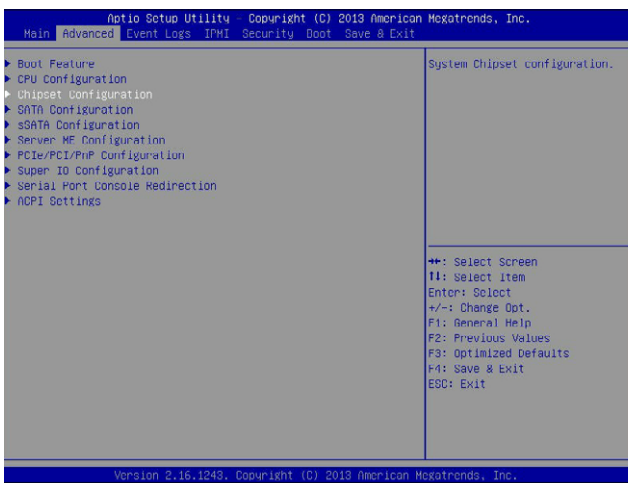 Aptio Setup Utility - Copyright (C) 2013 American Megatrends, Inc.
Main Advanced Event Logs IPMI Security Boot Save & Exit
Boot Feature
CPU Configuration
Chipset Configuration
SATA Configuration
sSATA Configuration
Server ME Configuration
PCIe/PCI/PnP Configuration
Super IO Configuration
Serial Port Console Redirection
ACPI Settings
System Chipset configuration.
→←: Select Screen
↑↓: Select Item
Enter: Select
+/-: Change Opt.
F1: General Help
F2: Previous Values
F3: Optimized Defaults
F4: Save & Exit
ESC: Exit
Version 2.16.1243. Copyright (C) 2013 American Megatrends, Inc.